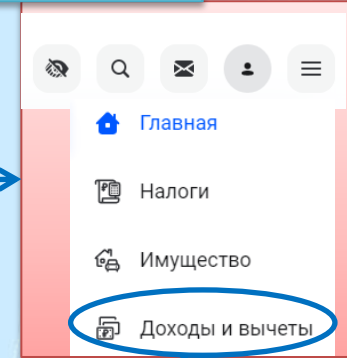 Главная
Налоги
Имущество
Доходы и вычеты